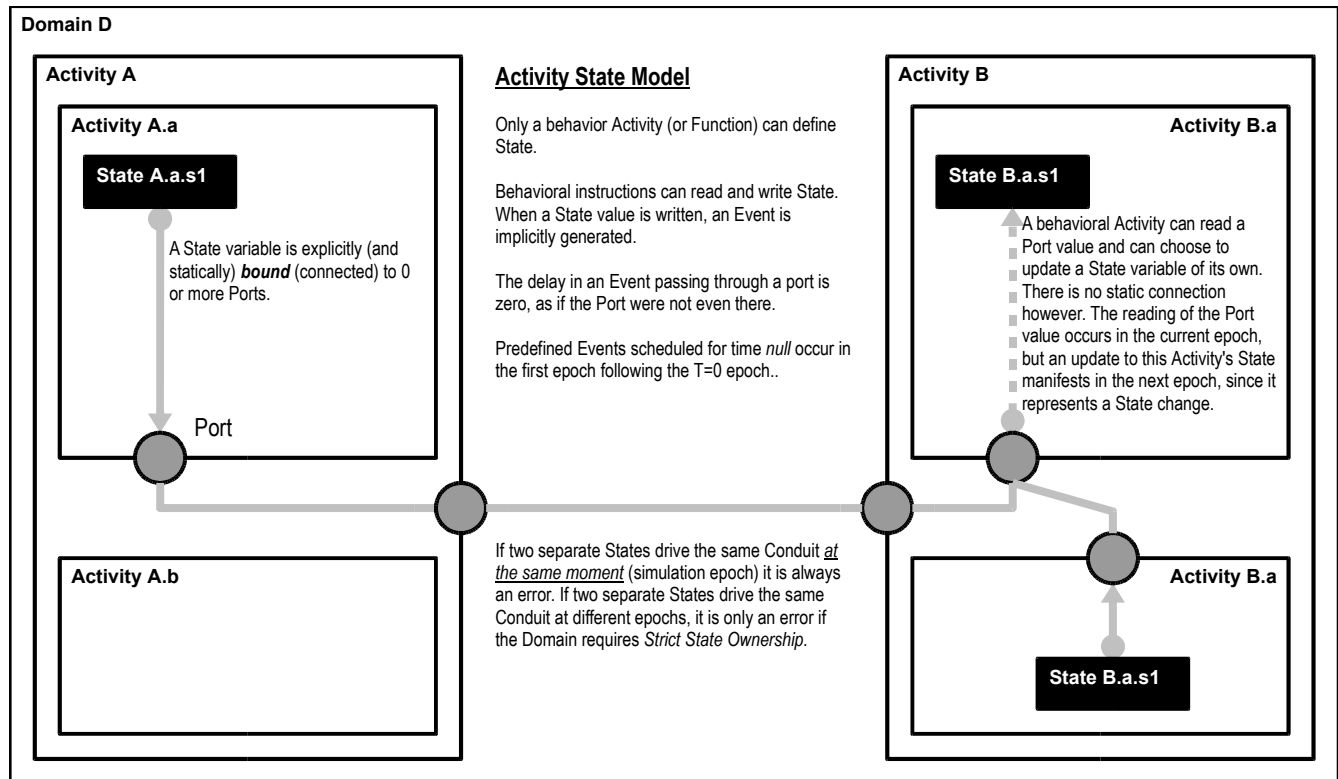 Domain D
Activity A
Activity A.a
State A.a.s1
A State variable is explicitly (and
statically) bound (connected) to 0
or more Ports.
Port
Activity A.b
Activity State Model
Only a behavior Activity (or Function) can define
State.
Behavioral instructions can read and write State.
When a State value is written, an Event is
implicitly generated.
The delay in an Event passing through a port is
zero, as if the Port were not even there.
Predefined Events scheduled for time null occur in
the first epoch following the T=0 epoch..
If two separate States drive the same Conduit at
the same moment (simulation epoch) it is always
an error. If two separate States drive the same
Conduit at different epochs, it is only an error if
the Domain requires Strict State Ownership.
Activity B
Activity B.a
State B.a.s1
A behavioral Activity can read a
Port value and can choose to
update a State variable of its own.
There is no static connection
however. The reading of the Port
value occurs in the current epoch,
but an update to this Activity's State
manifests in the next epoch, since it
represents a State change.
Activity B.a
State B.a.s1